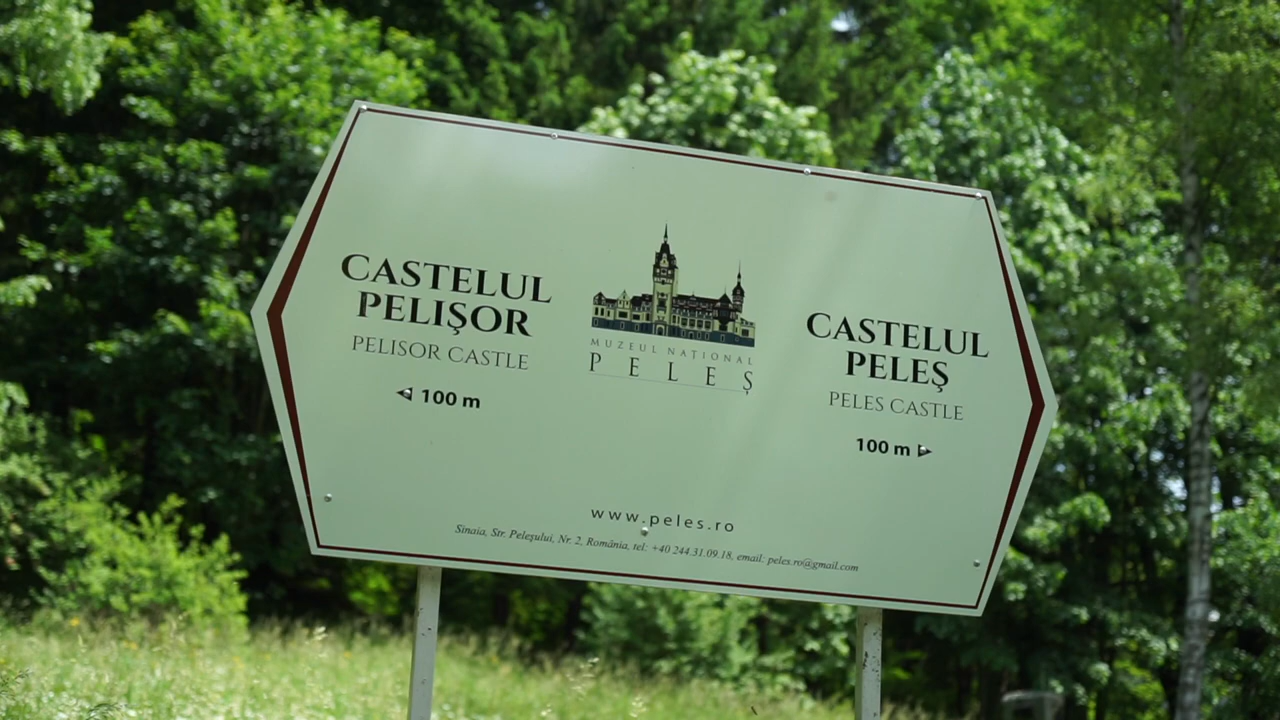 CASTELUL
PELIŞOR
PELISOR CASTLE
100 m
MUZEUL NAȚIONAL
PELEȘ
CASTELUL
PELEŞ
PELES CASTLE
100 m
www.peles.ro
Sinaia, Str. Peleşului, Nr. 2, România, tel: +40 244.31.09.18, email: peles.ro@gmail.com